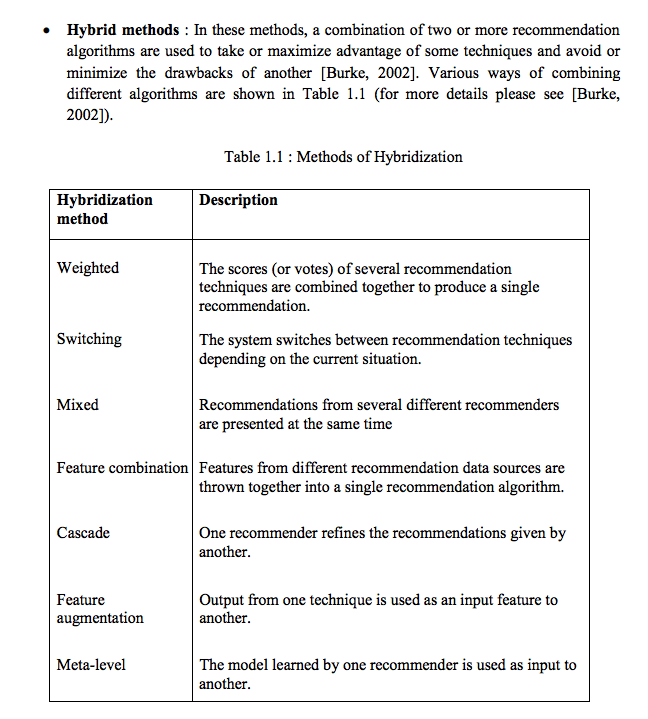 • Hybrid methods : In these methods, a combination of two or more recommendation
algorithms are used to take or maximize advantage of some techniques and avoid or
minimize the drawbacks of another [Burke, 2002]. Various ways of combining
different algorithms are shown in Table 1.1 (for more details please see [Burke,
2002]).
Table 1.1 : Methods of Hybridization
Hybridization
method
Description
Weighted
The scores (or votes) of several recommendation
techniques are combined together to produce a single
recommendation.
Switching
The system switches between recommendation techniques
depending on the current situation.
Mixed
Recommendations from several different recommenders
are presented at the same time
Feature combination
Features from different recommendation data sources are
thrown together into a single recommendation algorithm.
Cascade
One recommender refines the recommendations given by
another.
Feature
augmentation
Output from one technique is used as an input feature to
another.
Meta-level
The model learned by one recommender is used as input to
another.